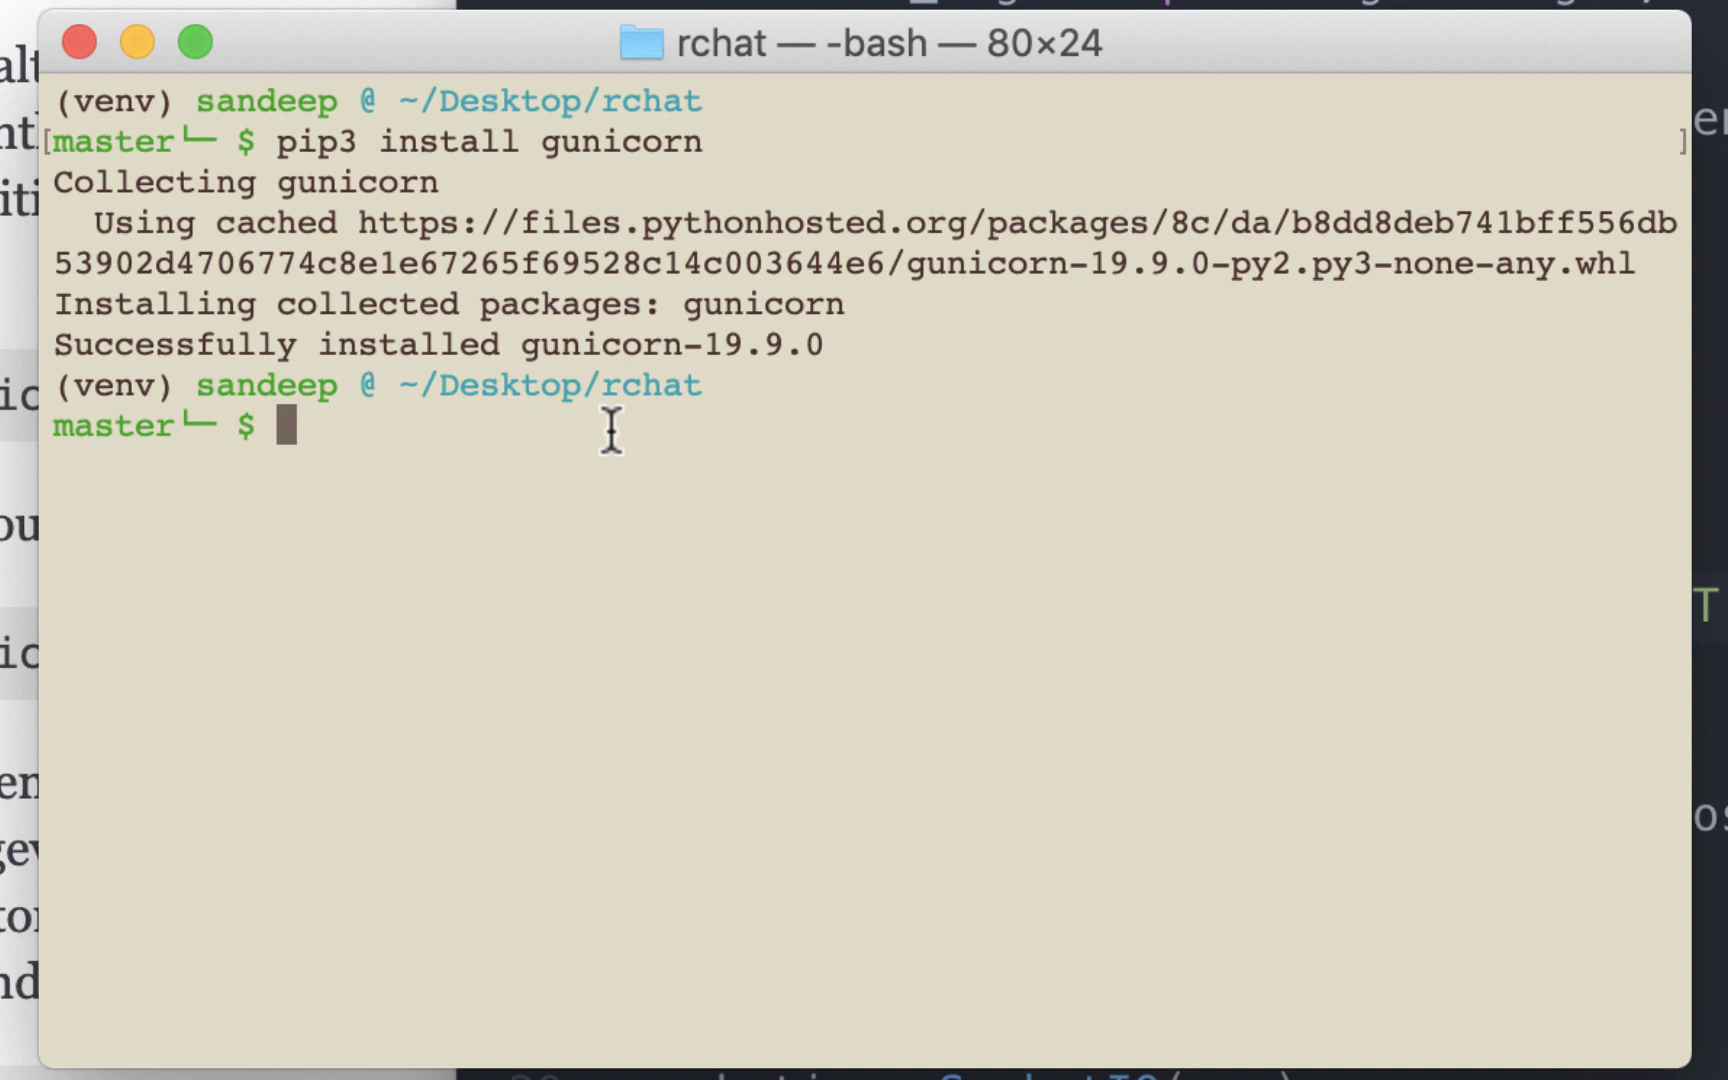 rchat — -bash — 80×24
(venv) sandeep @ ~/Desktop/rchat
[master└─ $ pip3 install gunicorn ]
Collecting gunicorn
  Using cached https://files.pythonhosted.org/packages/8c/da/b8dd8deb741bff556db
53902d4706774c8e1e67265f69528c14c003644e6/gunicorn-19.9.0-py2.py3-none-any.whl
Installing collected packages: gunicorn
Successfully installed gunicorn-19.9.0
(venv) sandeep @ ~/Desktop/rchat
master└─ $